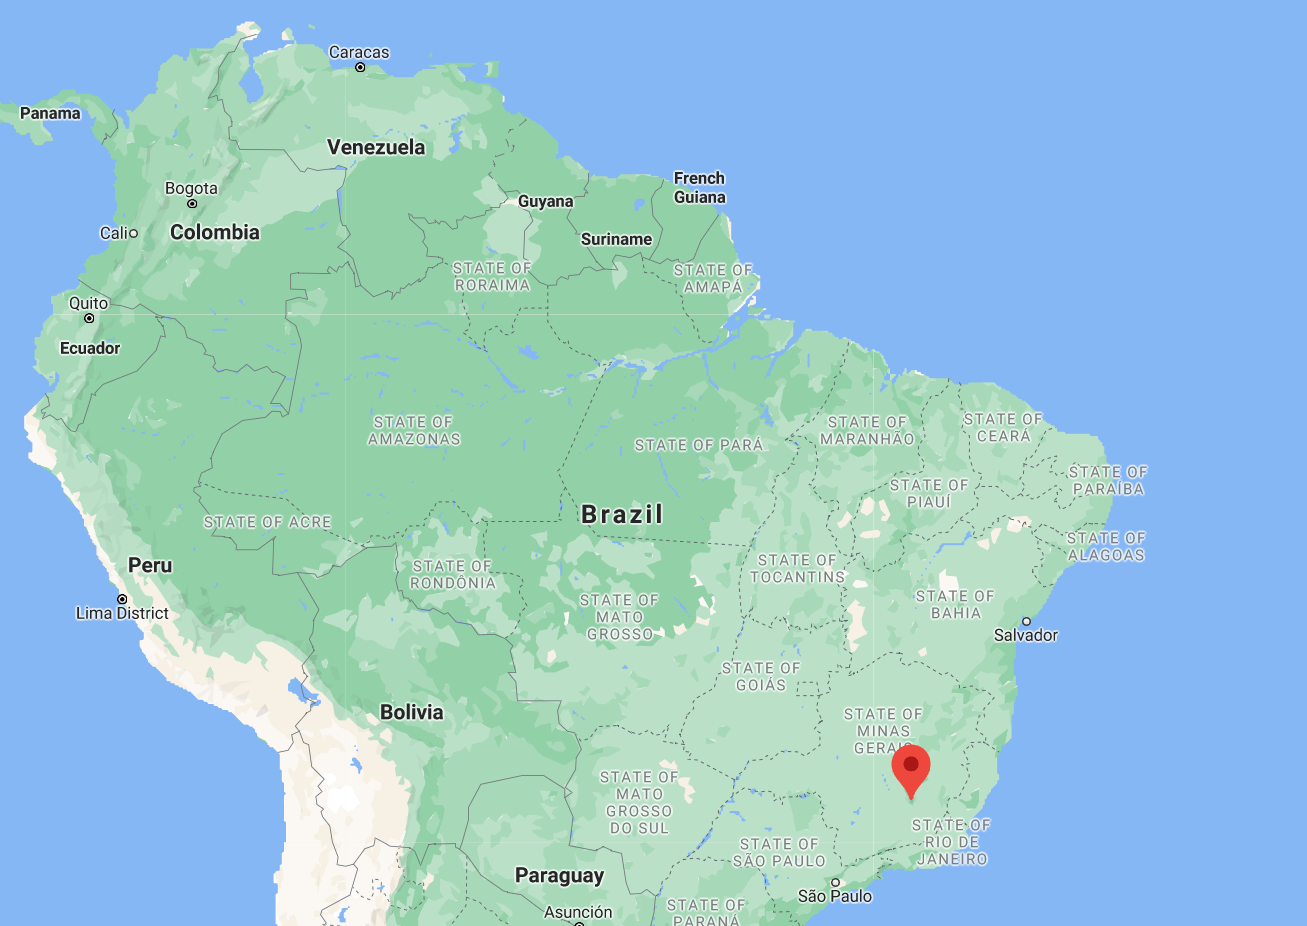 Caracas
Panama
Venezuela
French
Guiana
Bogota
Guyana
Cali
Colombia
Suriname
STATE OF
RORAIMA
STATE OF
AMAPÁ
Quito
Ecuador
STATE OF
AMAZONAS
STATE OF PARÁ
STATE OF
MARANHÃO
STATE OF
CEARÁ
STATE OF
PARAÍBA
STATE OF
PIAUÍ
Brazil
STATE OF ACRE
STATE OF
ALAGOAS
Peru
STATE OF
RONDÔNIA
STATE OF
TOCANTINS
Lima District
STATE OF
MATO
GROSSO
STATE OF
BAHIA
Salvador
STATE OF
GOIÁS
Bolivia
STATE OF
MINAS
GERAIS
STATE OF
MATO
GROSSO
DO SUL
STATE OF
RIO DE
JANEIRO
STATE OF
SÃO PAULO
Paraguay
São Paulo
Asunción
STATE OF
PARANÁ